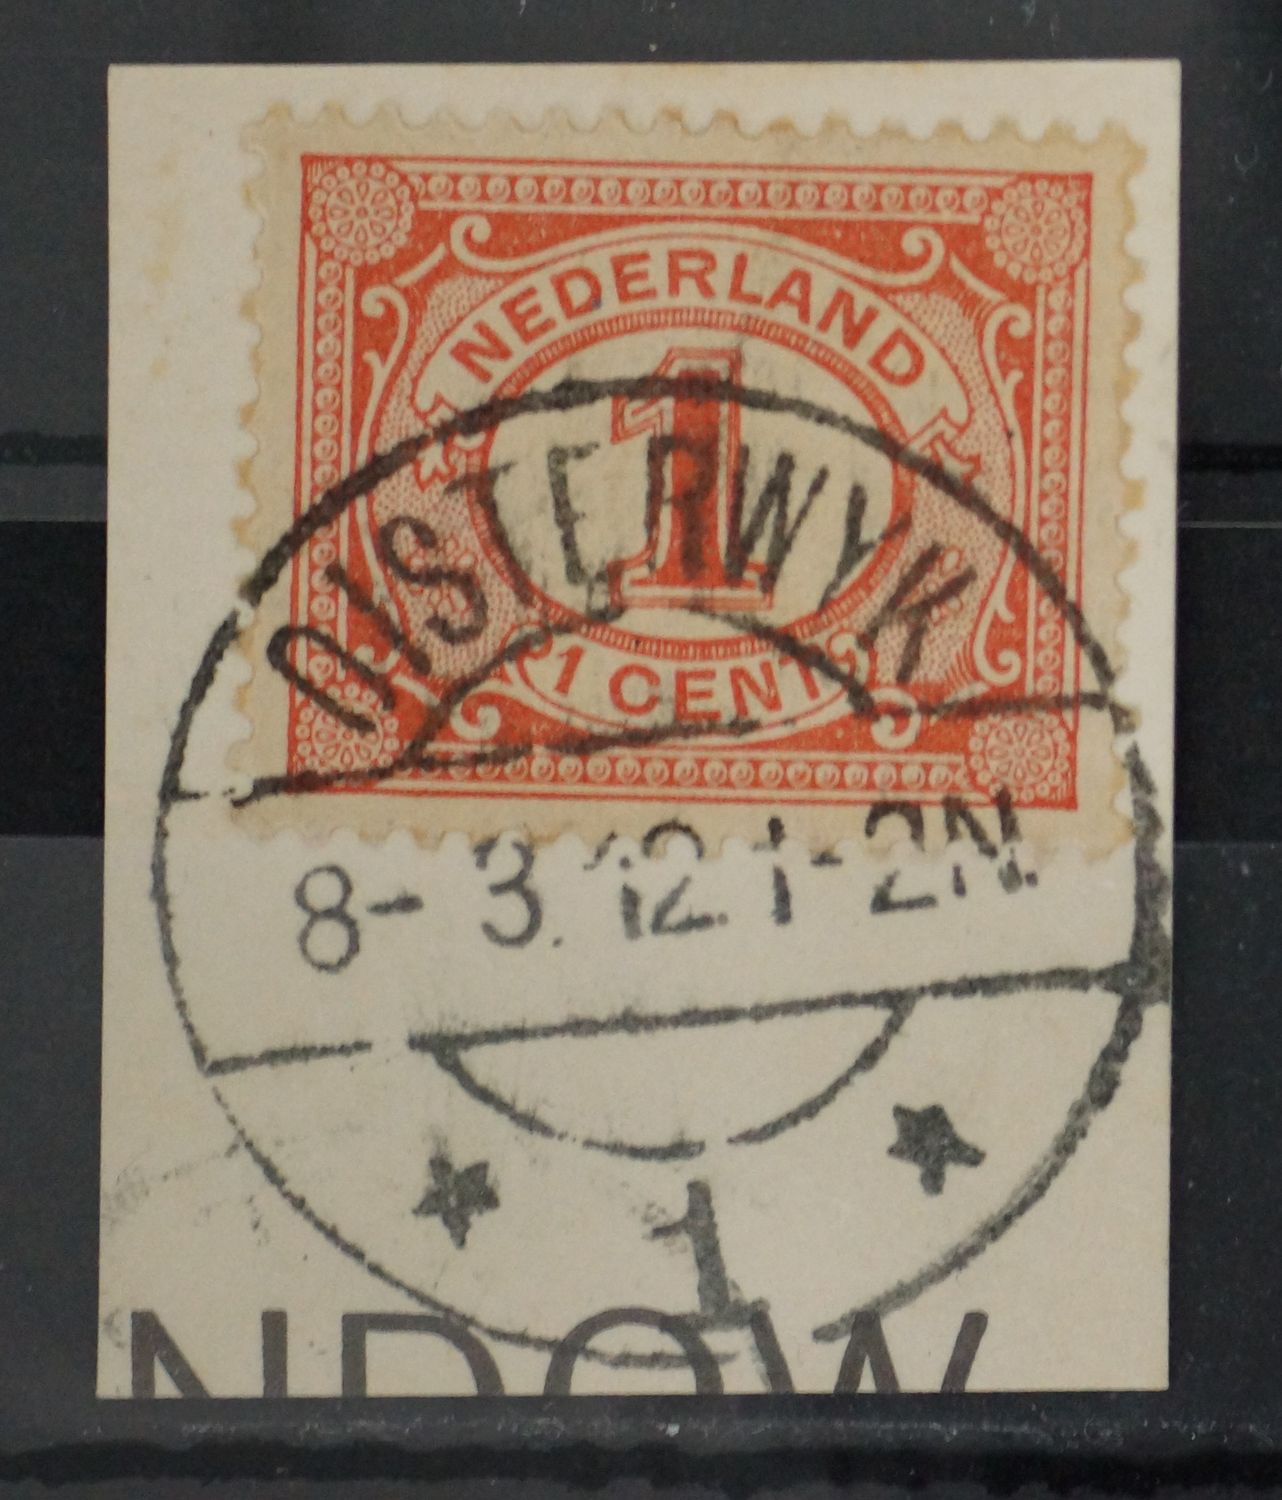 NEDERLAND
1
1 CENT
OISTERWYK
8-3.12.1-2N.
1
NDOW